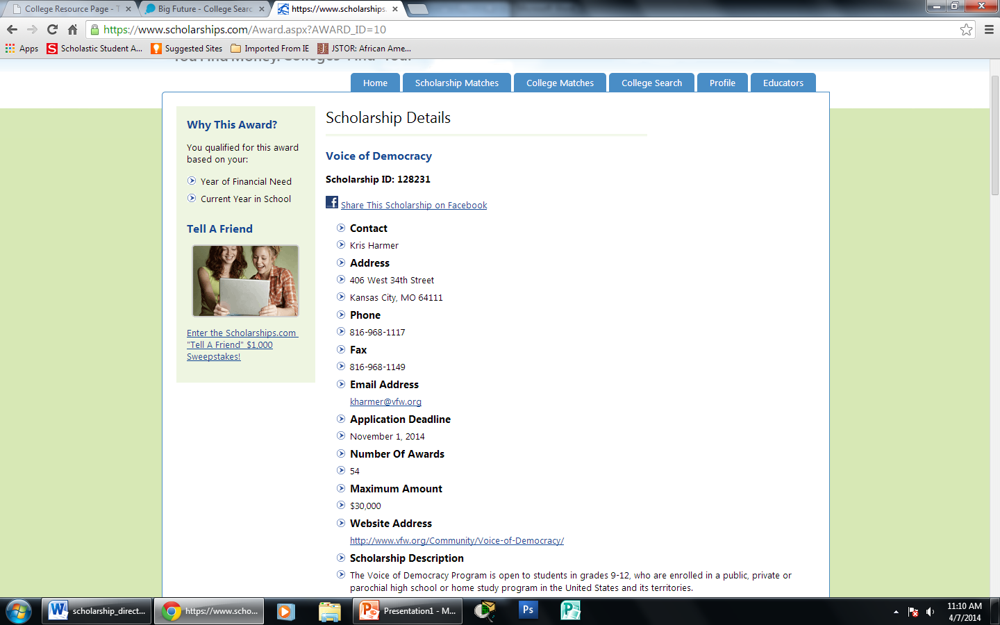 College Resource Page - T
Big Future - College Searc
https://www.scholarships.
https://www.scholarships.com/Award.aspx?AWARD_ID=10
Apps
Scholastic Student A...
Suggested Sites
Imported From IE
JSTOR: African Ame...
You Find Money. Colleges Find You.
Home
Scholarship Matches
College Matches
College Search
Profile
Educators
Why This Award?
You qualified for this award
based on your:
Year of Financial Need
Current Year in School
Tell A Friend
Enter the Scholarships.com
"Tell A Friend" $1,000
Sweepstakes!
Scholarship Details
Voice of Democracy
Scholarship ID: 128231
Share This Scholarship on Facebook
Contact
Kris Harmer
Address
406 West 34th Street
Kansas City, MO 64111
Phone
816-968-1117
Fax
816-968-1149
Email Address
kharmer@vfw.org
Application Deadline
November 1, 2014
Number Of Awards
54
Maximum Amount
$30,000
Website Address
http://www.vfw.org/Community/Voice-of-Democracy/
Scholarship Description
The Voice of Democracy Program is open to students in grades 9-12, who are enrolled in a public, private or
parochial high school or home study program in the United States and its territories.
scholarship_direct...
https://www.scho...
Presentation1 - M...
Ps
11:10 AM
4/7/2014